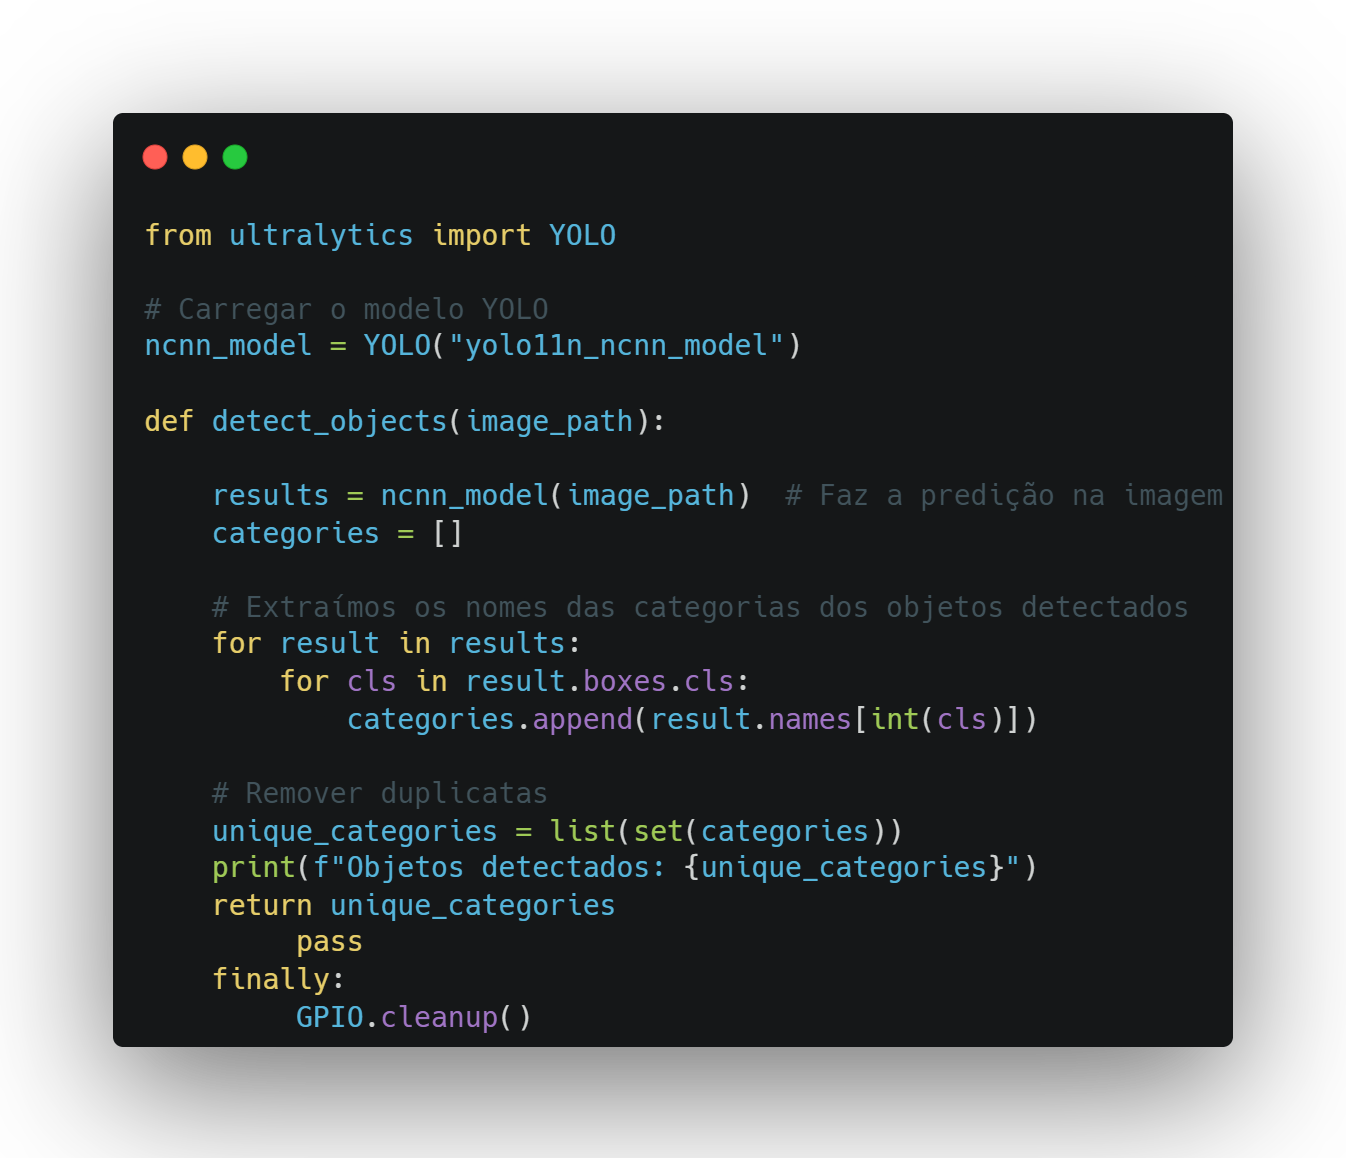 from ultralytics import YOLO
# Carregar o modelo YOLO
ncnn_model = YOLO("yolo11n_ncnn_model")
def detect_objects(image_path):
    results = ncnn_model(image_path)  # Faz a predição na imagem
    categories = []
    # Extraímos os nomes das categorias dos objetos detectados
    for result in results:
        for cls in result.boxes.cls:
            categories.append(result.names[int(cls)])
    # Remover duplicatas
    unique_categories = list(set(categories))
    print(f"Objetos detectados: {unique_categories}")
    return unique_categories
         pass
    finally:
         GPIO.cleanup()